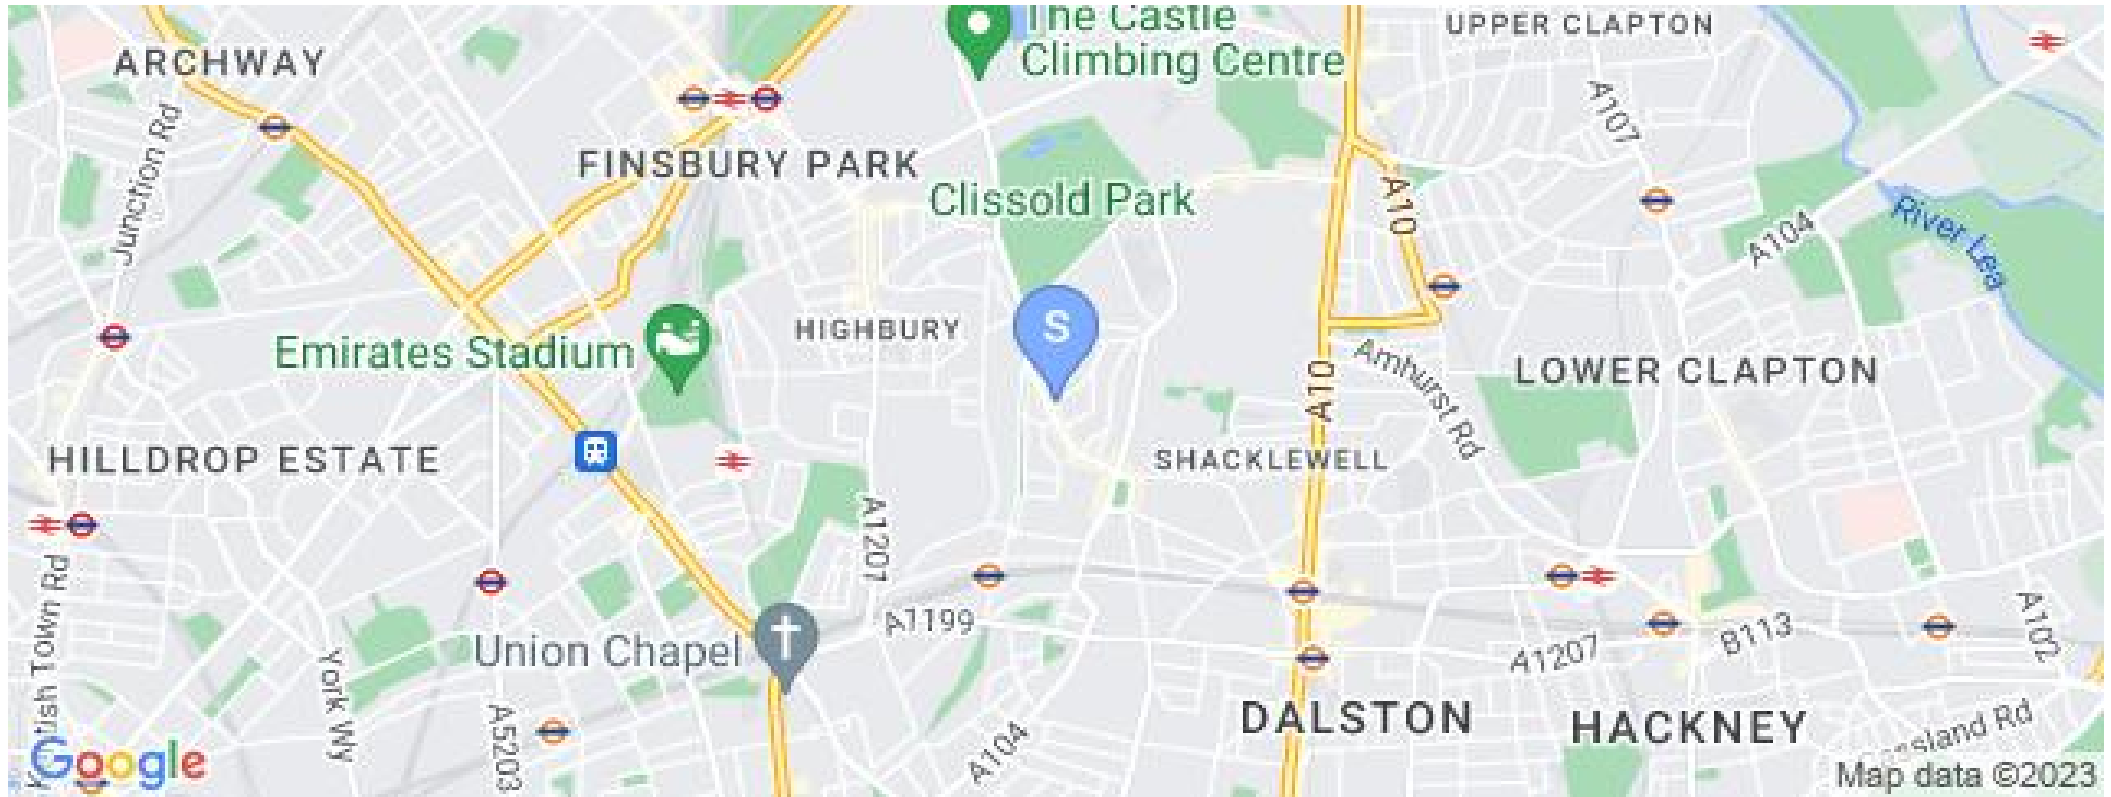 The Castle
Climbing Centre
UPPER CLAPTON
ARCHWAY
A107
Junction Rd
FINSBURY PARK
Clissold Park
A10
A104
River Lea
HIGHBURY
S
Emirates Stadium
Amhurst Rd
LOWER CLAPTON
A10
HILLDROP ESTATE
SHACKLEWELL
A1207
Town Rd
A1199
A102
B113
A1207
Union Chapel
York Wy
A5203
DALSTON
HACKNEY
A104
Rd
Google
Map data ©2023